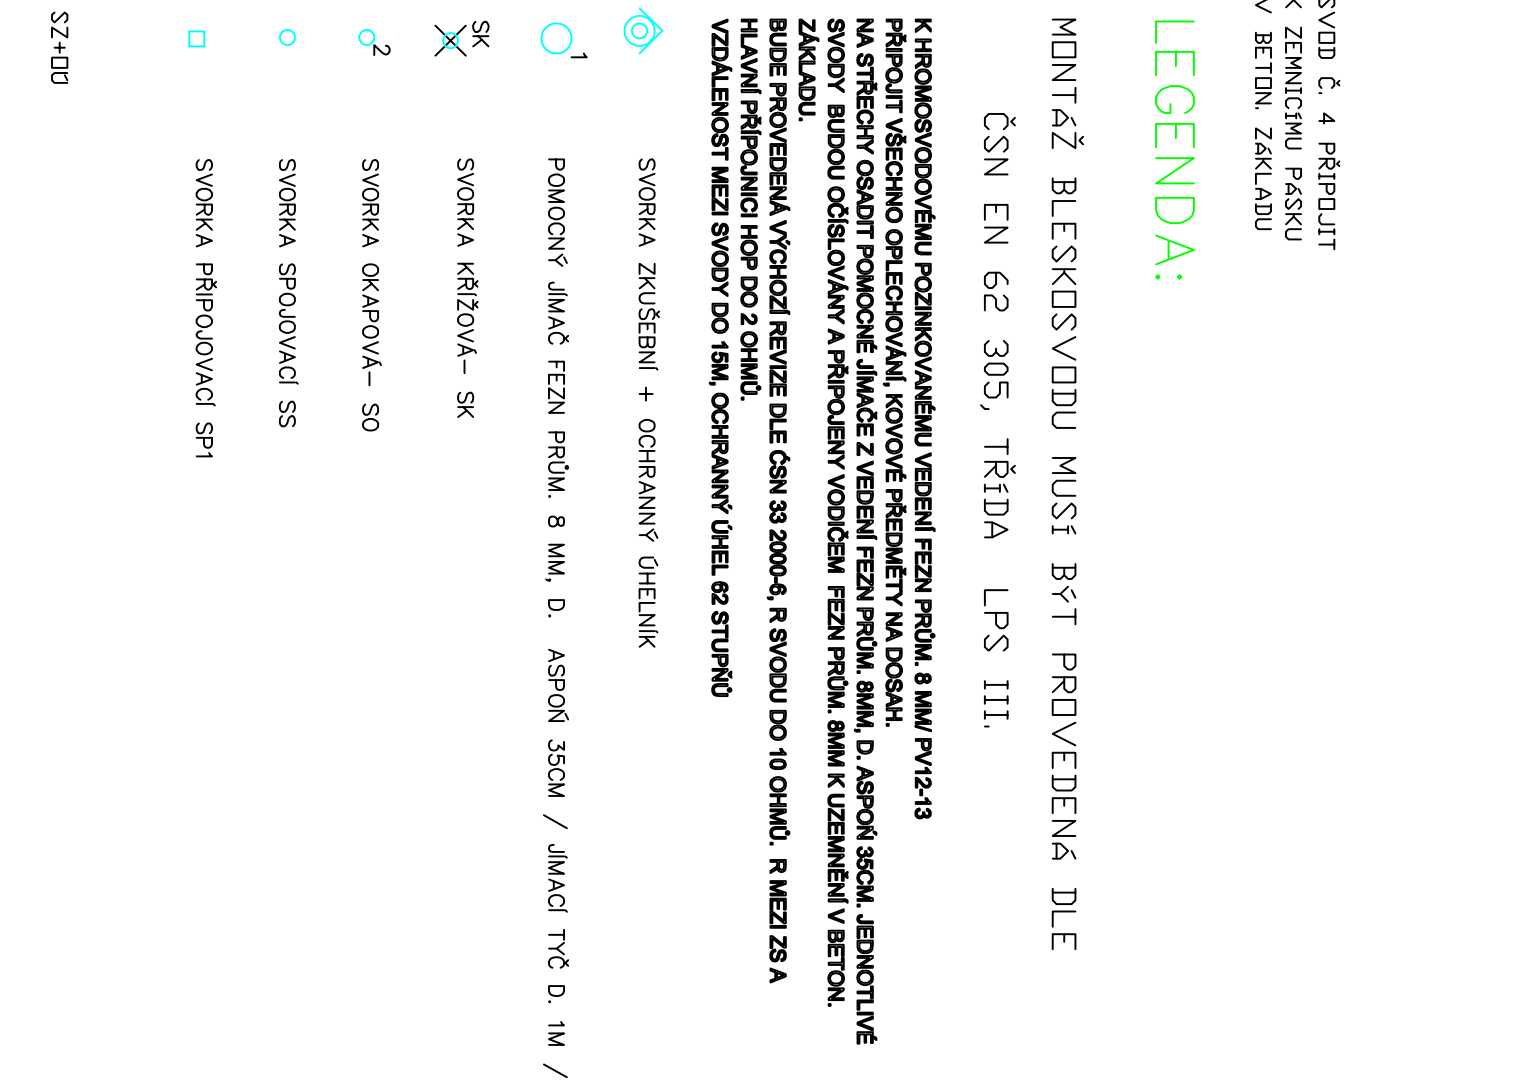 SVOD Č. 4 PŘIPOJIT
K ZEMNICÍMU PÁSKU
V BETON. ZÁKLADU
LEGENDA:
MONTÁŽ BLESKOSVODU MUSÍ BÝT PROVEDENÁ DLE
ČSN EN 62 305, TŘÍDA LPS III.
K HROMOSVODOVÉMU POZINKOVANÉMU VEDENÍ FEZN PRŮM. 8 MM/ PV12-13
PŘIPOJIT VŠECHNO OPLECHOVÁNÍ, KOVOVÉ PŘEDMĚTY NA DOSAH.
NA STŘECHY OSADIT POMOCNÉ JÍMAČE Z VEDENÍ FEZN PRŮM. 8MM, D. ASPOŇ 35CM. JEDNOTLIVÉ
SVODY BUDOU OČÍSLOVÁNY A PŘIPOJENY VODIČEM FEZN PRŮM. 8MM K UZEMNĚNÍ V BETON.
ZÁKLADU.
BUDE PROVEDENÁ VÝCHOZÍ REVIZE DLE ČSN 33 2000-6, R SVODU DO 10 OHMŮ. R MEZI ZS A
HLAVNÍ PŘÍPOJNICI HOP DO 2 OHMŮ.
VZDÁLENOST MEZI SVODY DO 15M, OCHRANNÝ ÚHEL 62 STUPŇŮ
SVORKA ZKUŠEBNÍ + OCHRANNÝ ÚHELNÍK
1 POMOCNÝ JÍMAČ FEZN PRŮM. 8 MM, D. ASPOŇ 35CM / JÍMACÍ TYČ D. 1M /
SK SVORKA KŘÍŽOVÁ– SK
2 SVORKA OKAPOVÁ– SO
SVORKA SPOJOVACÍ SS
SVORKA PŘIPOJOVACÍ SP1
SZ+OÚ